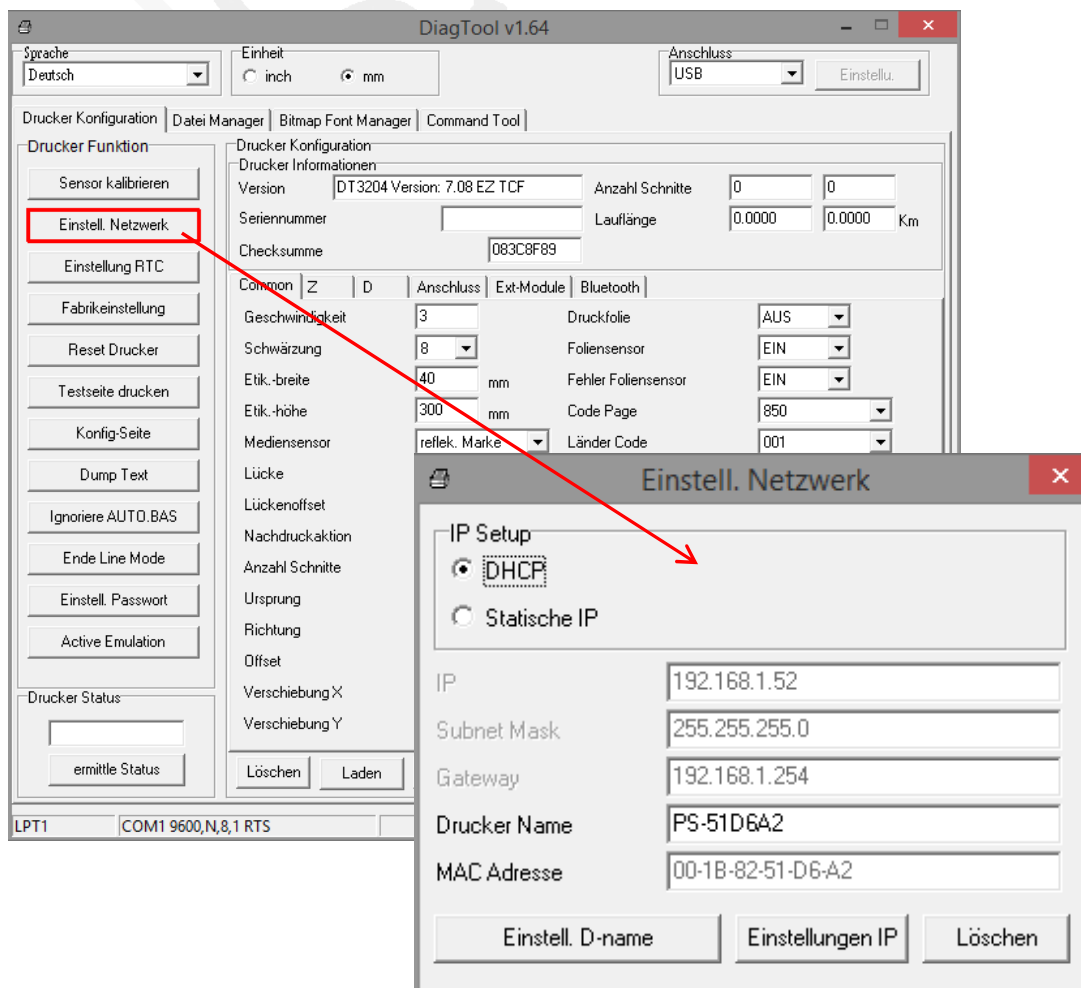 DiagTool v1.64
Sprache
Deutsch
Einheit
inch mm
Anschluss
USB
Einstellu.
Drucker Konfiguration Datei Manager Bitmap Font Manager Command Tool
Drucker Funktion
Sensor kalibrieren
Einstell. Netzwerk
Einstellung RTC
Fabrikeinstellung
Reset Drucker
Testseite drucken
Konfig-Seite
Dump Text
Ignoriere AUTO.BAS
Ende Line Mode
Einstell. Passwort
Active Emulation
Drucker Status
ermittle Status
Drucker Konfiguration
Drucker Informationen
Version DT3204 Version: 7.08 EZ TCF Anzahl Schnitte 0 0
Seriennummer Lauflänge 0.0000 0.0000 Km
Checksumme 083C8F89
Common Z D Anschluss Ext-Module Bluetooth
Geschwindigkeit 3 Druckfolie AUS
Schwärzung 8 Foliensensor EIN
Etik.-breite 40 mm Fehler Foliensensor EIN
Etik.-höhe 300 mm Code Page 850
Mediensensor reflek. Marke Länder Code 001
Lücke
Lückenoffset
Nachdruckaktion
Anzahl Schnitte
Ursprung
Richtung
Offset
Verschiebung X
Verschiebung Y
Löschen Laden
LPT1 COM1 9600,N,8,1 RTS
Einstell. Netzwerk
IP Setup
DHCP
Statische IP
IP 192.168.1.52
Subnet Mask 255.255.255.0
Gateway 192.168.1.254
Drucker Name PS-51D6A2
MAC Adresse 00-1B-82-51-D6-A2
Einstell. D-name Einstellungen IP Löschen